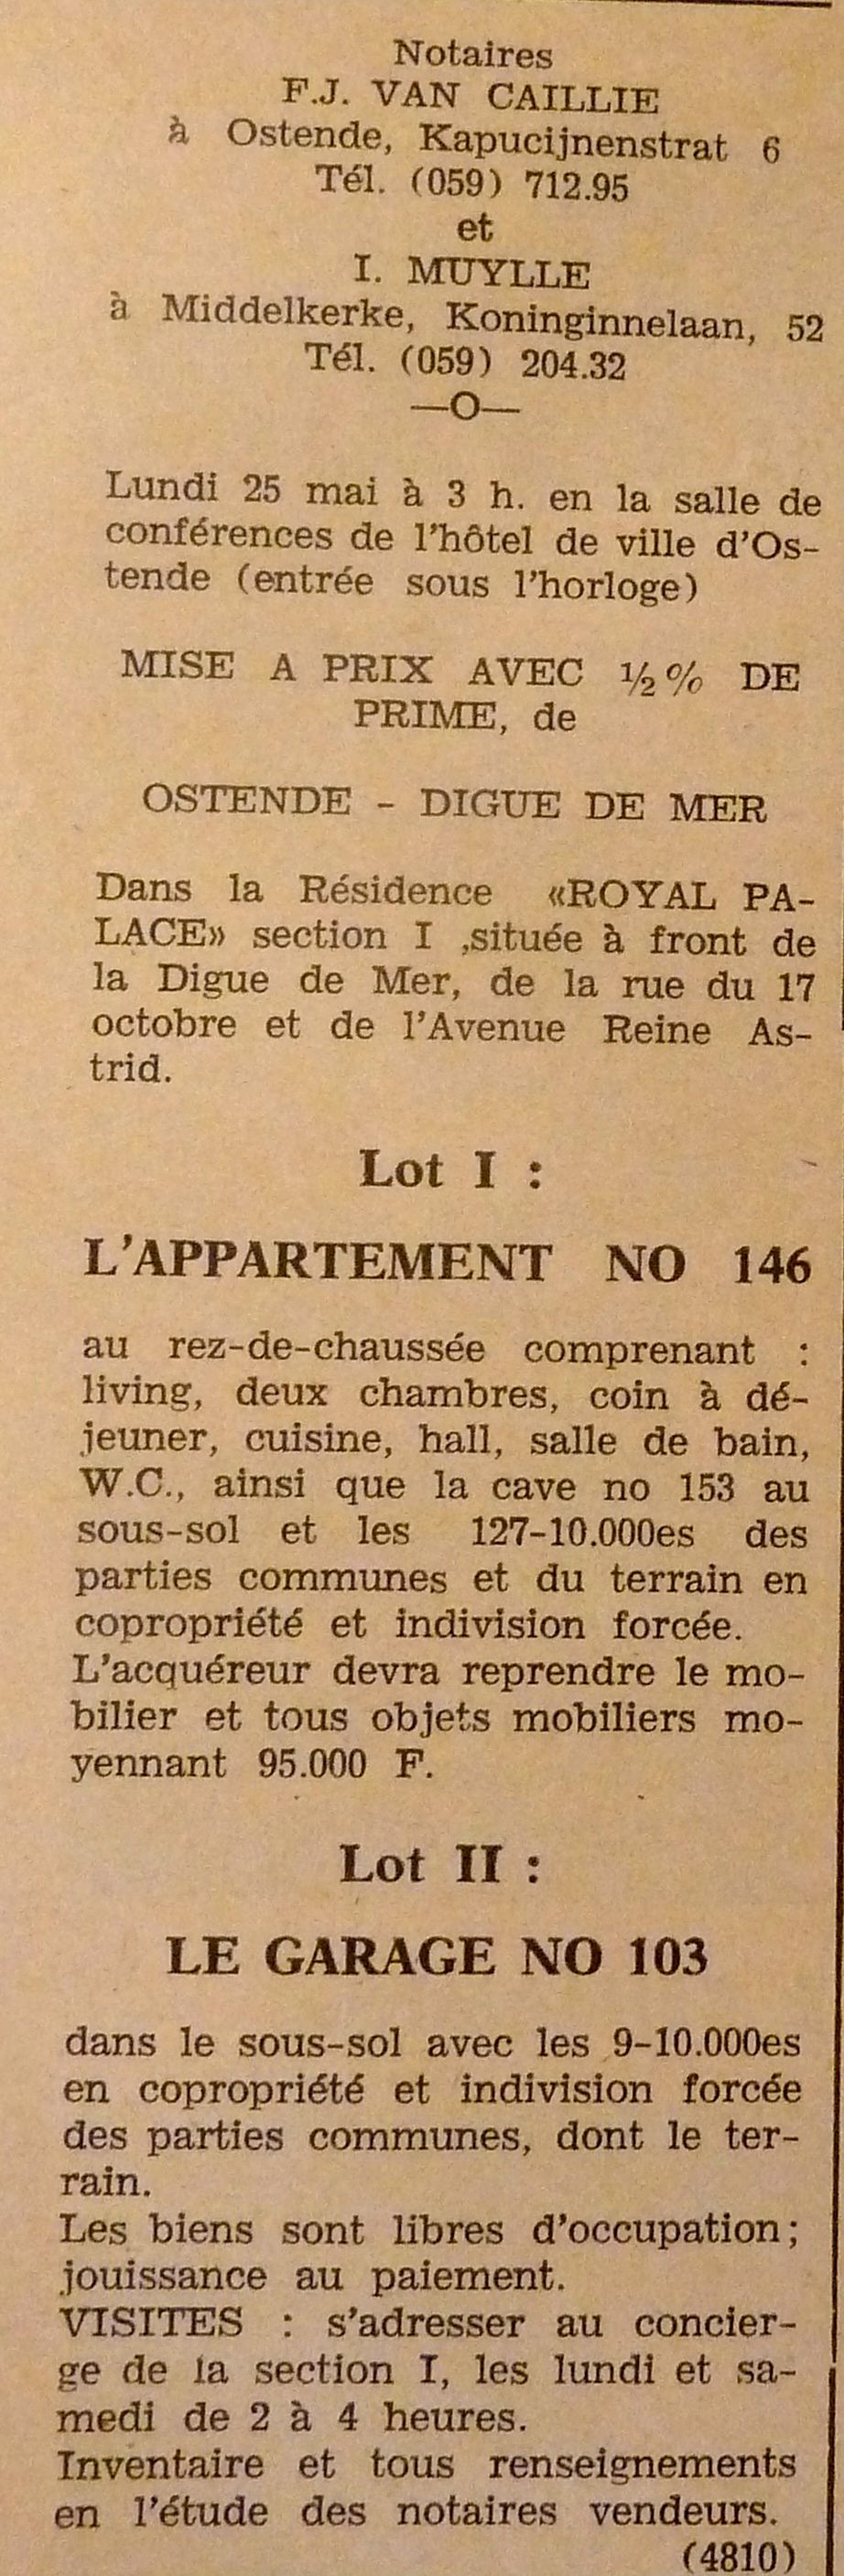 Notaires
F.J. VAN CAILLIE
à Ostende, Kapucijnenstrat 6
Tél. (059) 712.95
et
I. MUYLLE
à Middelkerke, Koninginnelaan, 52
Tél. (059) 204.32
—O—
Lundi 25 mai à 3 h. en la salle de
conférences de l'hôtel de ville d'Os-
tende (entrée sous l'horloge)
MISE A PRIX AVEC ½% DE
PRIME, de
OSTENDE - DIGUE DE MER
Dans la Résidence «ROYAL PA-
LACE» section I ,située à front de
la Digue de Mer, de la rue du 17
octobre et de l'Avenue Reine As-
trid.
Lot I :
L'APPARTEMENT NO 146
au rez-de-chaussée comprenant :
living, deux chambres, coin à dé-
jeuner, cuisine, hall, salle de bain,
W.C., ainsi que la cave no 153 au
sous-sol et les 127-10.000es des
parties communes et du terrain en
copropriété et indivision forcée.
L'acquéreur devra reprendre le mo-
bilier et tous objets mobiliers mo-
yennant 95.000 F.
Lot II :
LE GARAGE NO 103
dans le sous-sol avec les 9-10.000es
en copropriété et indivision forcée
des parties communes, dont le ter-
rain.
Les biens sont libres d'occupation;
jouissance au paiement.
VISITES : s'adresser au concier-
ge de la section I, les lundi et sa-
medi de 2 à 4 heures.
Inventaire et tous renseignements
en l'étude des notaires vendeurs.
(4810)